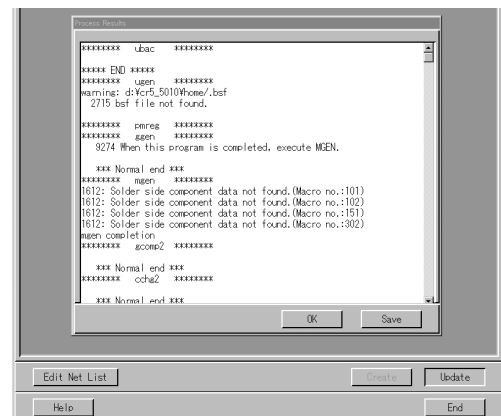 Process Results
******** ubac ********
***** END *****
******** ugen ********
warning: d:¥cr5_5010¥home/.bsf
2715 bsf file not found.
******** pmreg ********
******** ggen ********
9274 When this program is completed, execute MGEN.
*** Normal end ***
******** mgen ********
1612: Solder side component data not found.(Macro no.:101)
1612: Solder side component data not found.(Macro no.:102)
1612: Solder side component data not found.(Macro no.:151)
1612: Solder side component data not found.(Macro no.:302)
mgen completion
******** gcomp2 ********
*** Normal end ***
******** cchg2 ********
*** Normal end ***
OK Save
Edit Net List Create Update
Help End